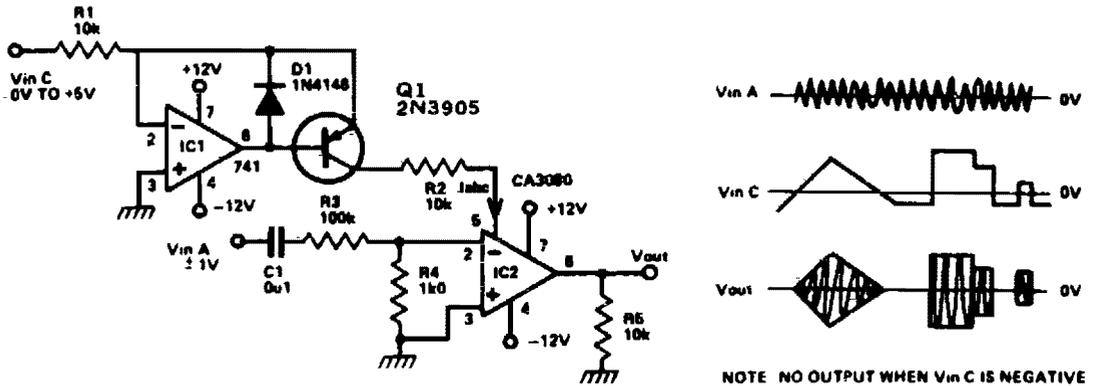 R1
10k
Vin C
-0V TO +5V
+12V
7
2
IC1
6
741
3
4
-12V
D1
1N4148
Q1
2N3905
R2
10k
Iabc
CA3080
+12V
5
7
2
IC2
6
3
4
-12V
R3
100k
Vin A
± 1V
C1
0u1
R4
1k0
Vout
R5
10k
Vin A
0V
Vin C
0V
Vout
0V
NOTE NO OUTPUT WHEN Vin C IS NEGATIVE